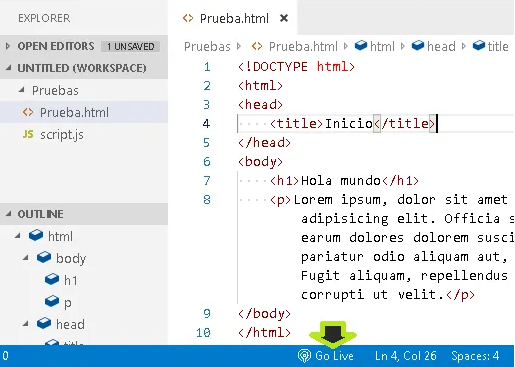 EXPLORER
OPEN EDITORS 1 UNSAVED
UNTITLED (WORKSPACE)
Pruebas
<> Prueba.html
JS script.js
OUTLINE
html
body
h1
p
head
<> Prueba.html ×
Pruebas > <> Prueba.html > html > head > title
1 <!DOCTYPE html>
2 <html>
3 <head>
4 ····<title>Inicio</title>
5 </head>
6 <body>
7 ····<h1>Hola mundo</h1>
8 ····<p>Lorem ipsum, dolor sit amet
adipisicing elit. Officia s
earum dolores dolorem susci
pariatur odio aliquam aut,
Fugit aliquam, repellendus
corrupti ut velit.</p>
9 </body>
10 </html>
0 Go Live Ln 4, Col 26 Spaces: 4